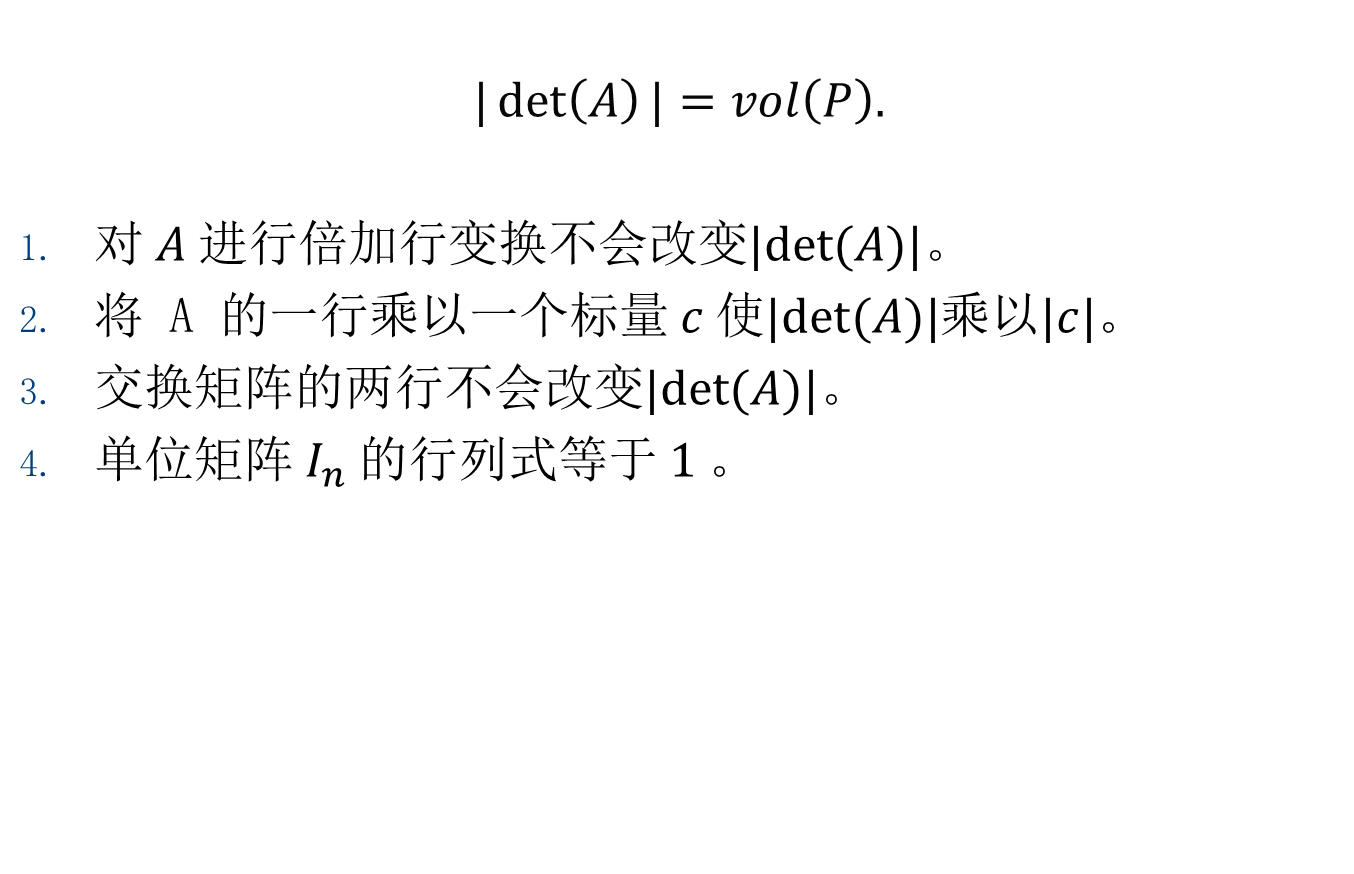 | det(A) | = vol(P).
1. 对 A 进行倍加行变换不会改变|det(A)|。
2. 将 A 的一行乘以一个标量 c 使|det(A)|乘以|c|。
3. 交换矩阵的两行不会改变|det(A)|。
4. 单位矩阵 Iₙ 的行列式等于 1 。